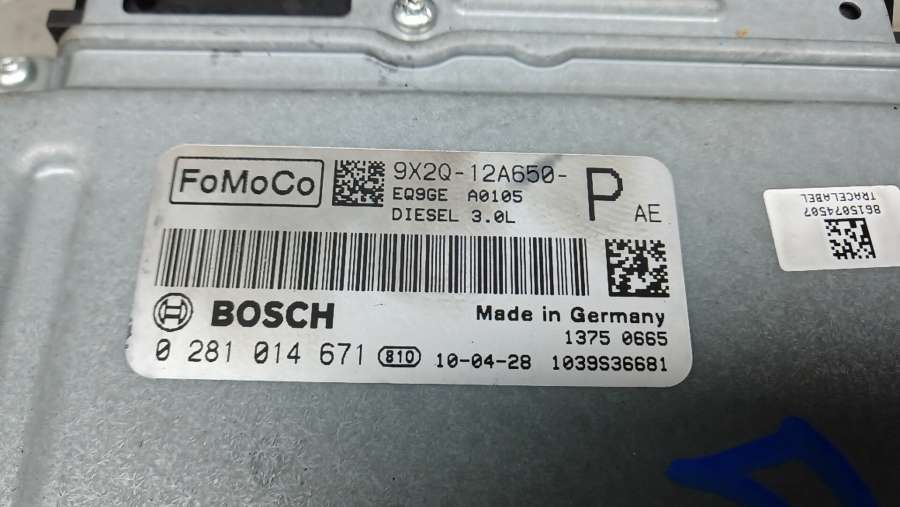 FoMoCo
9X2Q-12A650-
P
AE
EQ9GE A0105
DIESEL 3.0L
BOSCH
Made in Germany
1375 0665
0 281 014 671 810 10-04-28 1039S36681
8615074507
TRACELABEL